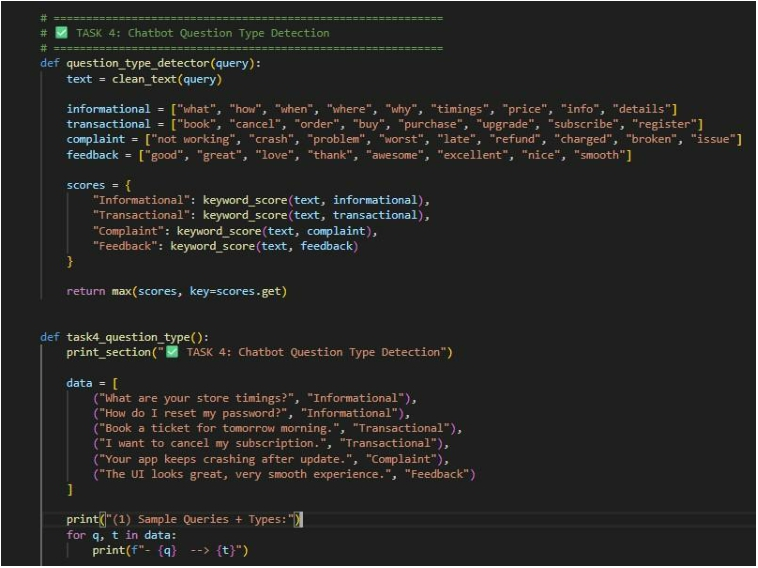 # ==========================================================
# ✅ TASK 4: Chatbot Question Type Detection
# ==========================================================
def question_type_detector(query):
    text = clean_text(query)

    informational = ["what", "how", "when", "where", "why", "timings", "price", "info", "details"]
    transactional = ["book", "cancel", "order", "buy", "purchase", "upgrade", "subscribe", "register"]
    complaint = ["not working", "crash", "problem", "worst", "late", "refund", "charged", "broken", "issue"]
    feedback = ["good", "great", "love", "thank", "awesome", "excellent", "nice", "smooth"]

    scores = {
        "Informational": keyword_score(text, informational),
        "Transactional": keyword_score(text, transactional),
        "Complaint": keyword_score(text, complaint),
        "Feedback": keyword_score(text, feedback)
    }

    return max(scores, key=scores.get)


def task4_question_type():
    print_section("✅ TASK 4: Chatbot Question Type Detection")

    data = [
        ("What are your store timings?", "Informational"),
        ("How do I reset my password?", "Informational"),
        ("Book a ticket for tomorrow morning.", "Transactional"),
        ("I want to cancel my subscription.", "Transactional"),
        ("Your app keeps crashing after update.", "Complaint"),
        ("The UI looks great, very smooth experience.", "Feedback")
    ]

    print("(1) Sample Queries + Types:")
    for q, t in data:
        print(f"- {q}  --> {t}")